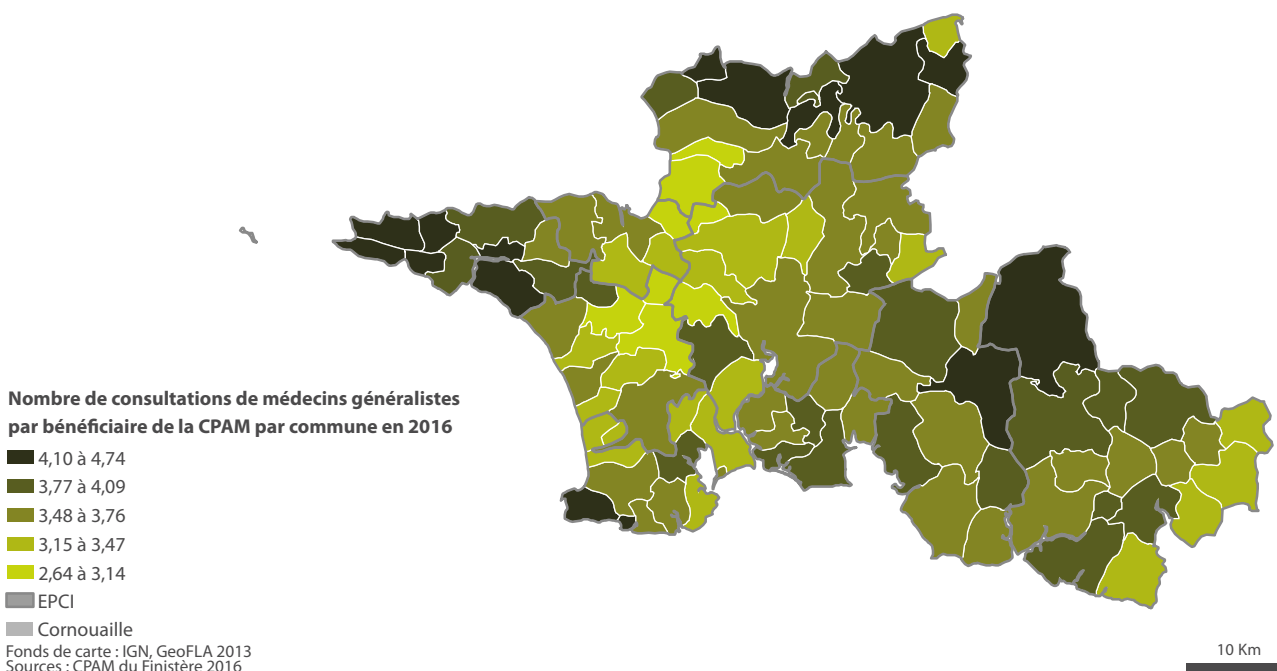 Nombre de consultations de médecins généralistes
par bénéficiaire de la CPAM par commune en 2016
4,10 à 4,74
3,77 à 4,09
3,48 à 3,76
3,15 à 3,47
2,64 à 3,14
EPCI
Cornouaille
Fonds de carte : IGN, GeoFLA 2013
Sources : CPAM du Finistère 2016
10 Km